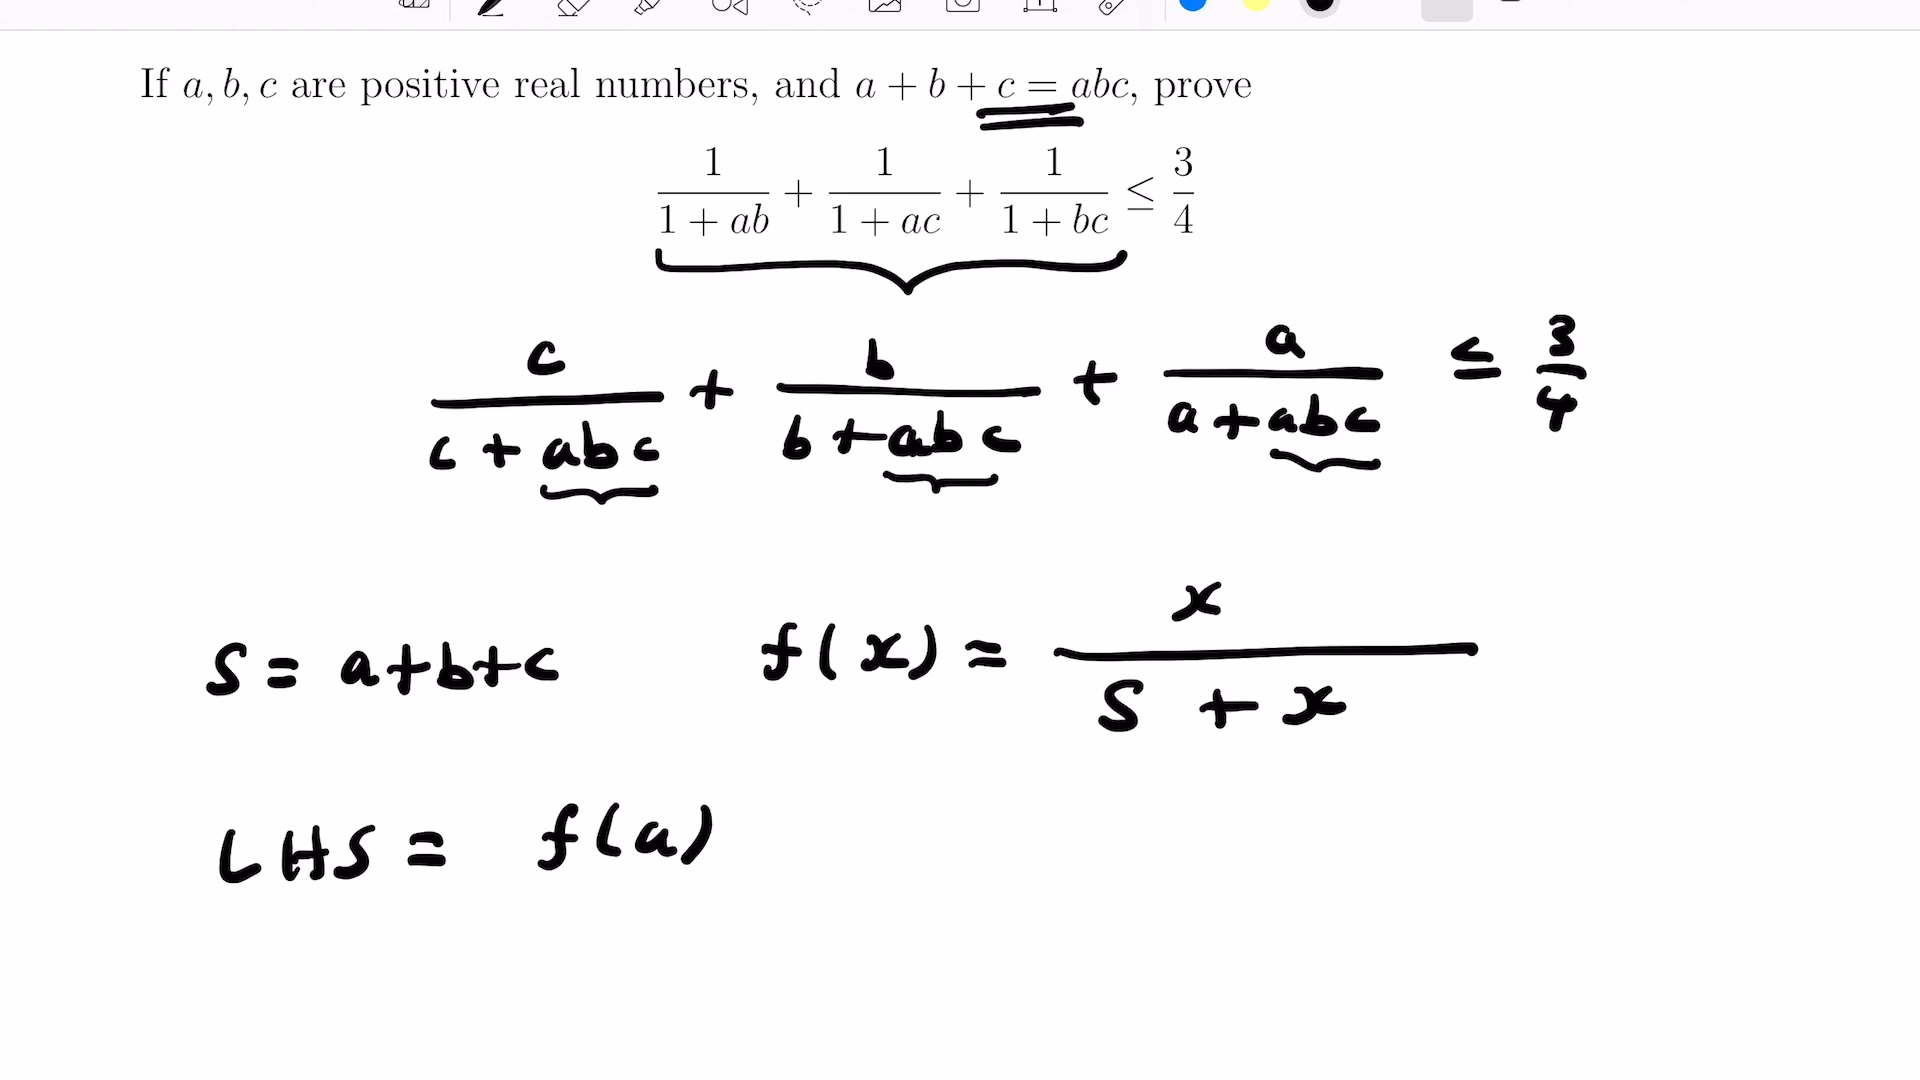 If a, b, c are positive real numbers, and a + b + c = abc, prove
1/(1 + ab) + 1/(1 + ac) + 1/(1 + bc) ≤ 3/4
c/(c + abc) + b/(b + abc) + a/(a + abc) ≤ 3/4
S = a+b+c f(x) = x/(S + x)
LHS = f(a)